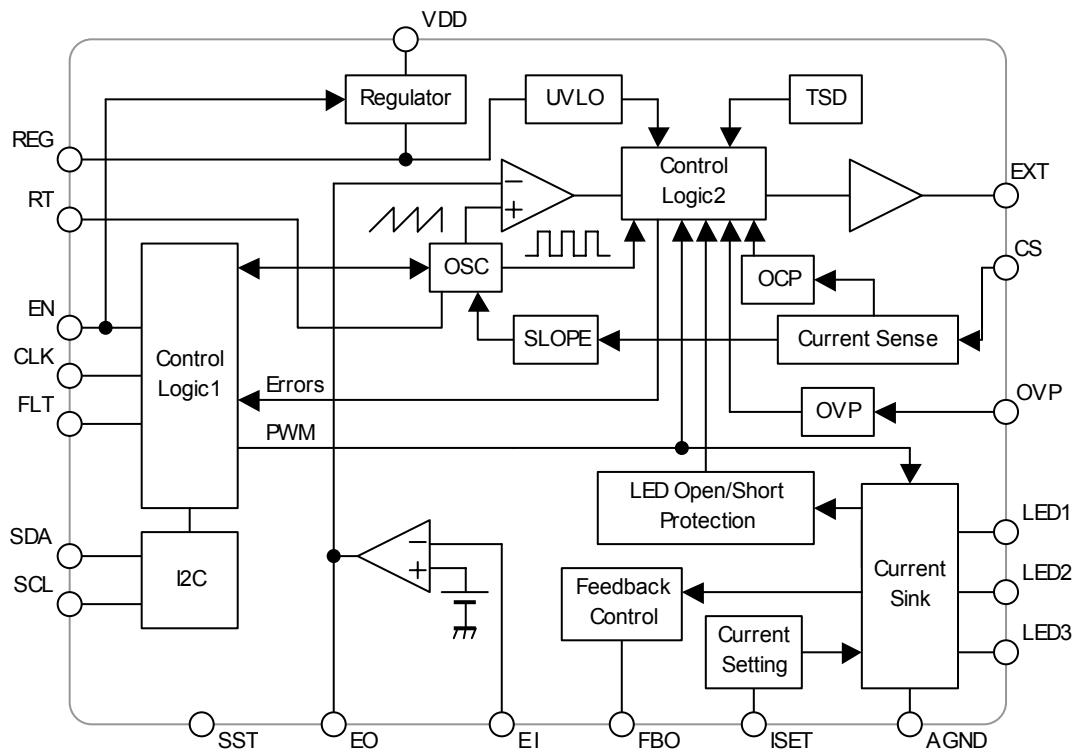 VDD
Regulator
UVLO
TSD
REG
Control
Logic2
EXT
RT
OSC
CS
OCP
EN
SLOPE
Current Sense
CLK
Control
Logic1
Errors
FLT
OVP
OVP
PWM
LED Open/Short
Protection
LED1
SDA
I2C
SCL
Feedback
Control
Current
Sink
LED2
Current
Setting
LED3
SST
EO
EI
FBO
ISET
AGND